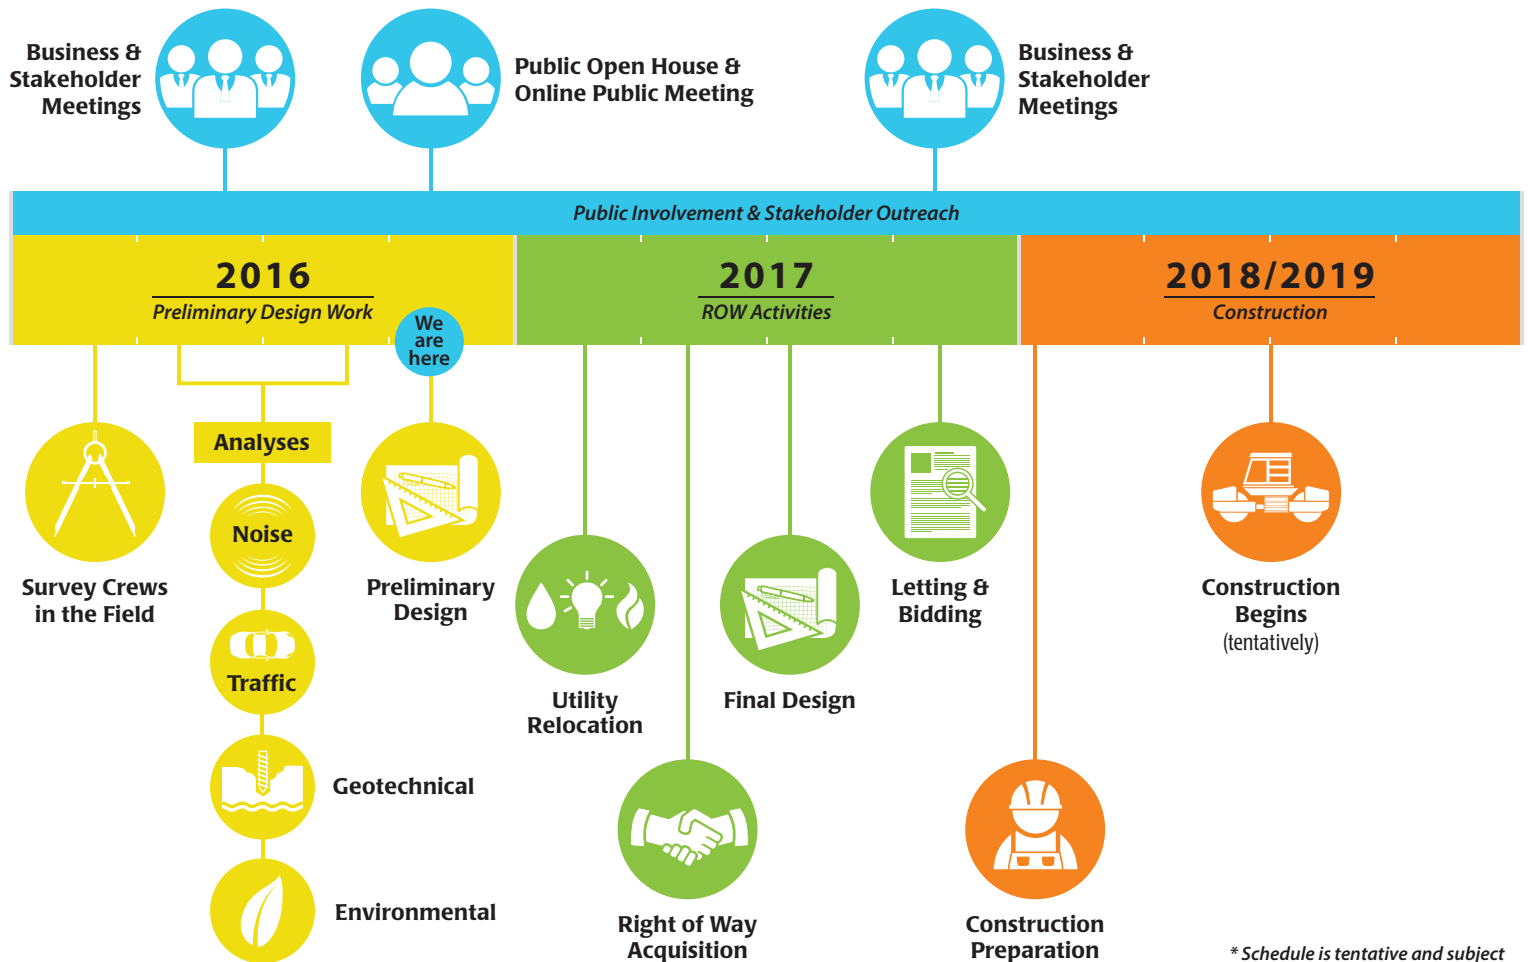 Business &
Stakeholder
Meetings
Public Open House &
Online Public Meeting
Business &
Stakeholder
Meetings
Public Involvement & Stakeholder Outreach
2016
Preliminary Design Work
2017
ROW Activities
2018/2019
Construction
We
are
here
Survey Crews
in the Field
Analyses
Noise
Traffic
Geotechnical
Environmental
Preliminary
Design
Utility
Relocation
Right of Way
Acquisition
Final Design
Letting &
Bidding
Construction
Preparation
Construction
Begins
(tentatively)
* Schedule is tentative and subject